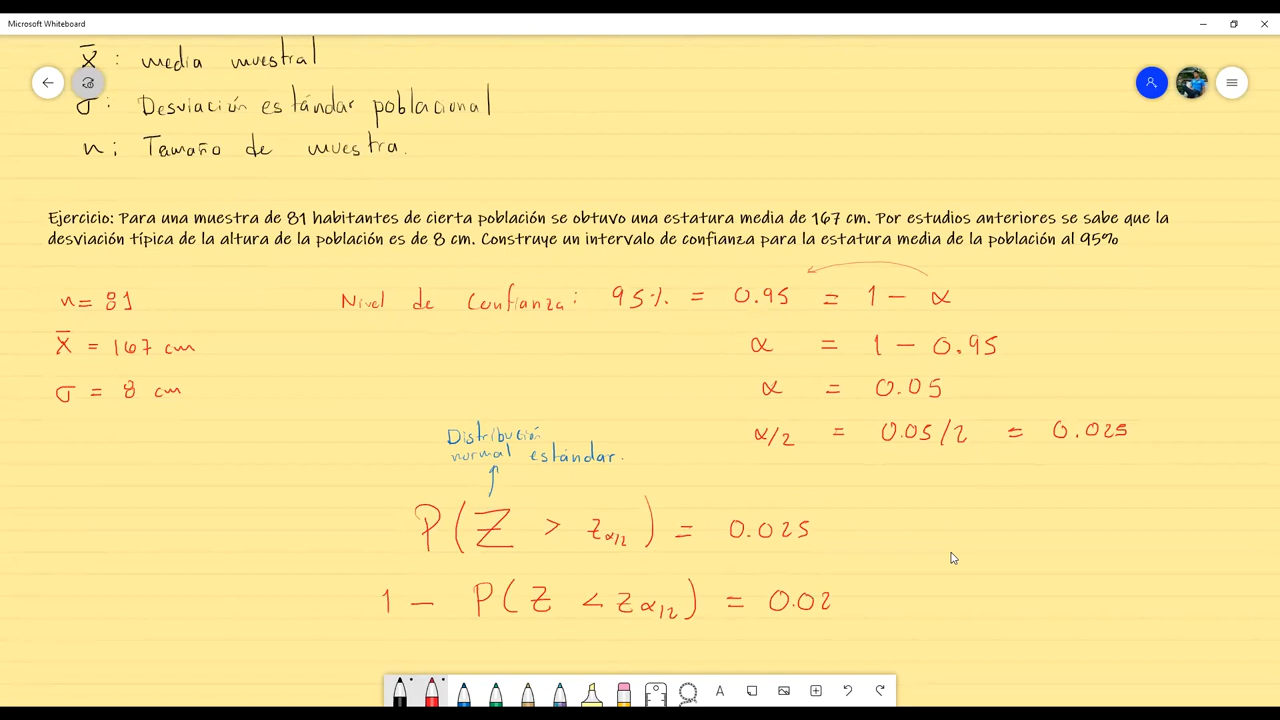 Microsoft Whiteboard
x̄ : media muestral
σ : Desviación estándar poblacional
n : Tamaño de muestra.
Ejercicio: Para una muestra de 81 habitantes de cierta población se obtuvo una estatura media de 167 cm. Por estudios anteriores se sabe que la
desviación típica de la altura de la población es de 8 cm. Construye un intervalo de confianza para la estatura media de la población al 95%
n = 81
Nivel de Confianza: 95% = 0.95 = 1 - α
x̄ = 167 cm
α = 1 - 0.95
σ = 8 cm
α = 0.05
α/2 = 0.05/2 = 0.025
Distribución
normal estándar.
P(Z > z_{α/2}) = 0.025
1 - P(Z < z_{α/2}) = 0.02
A